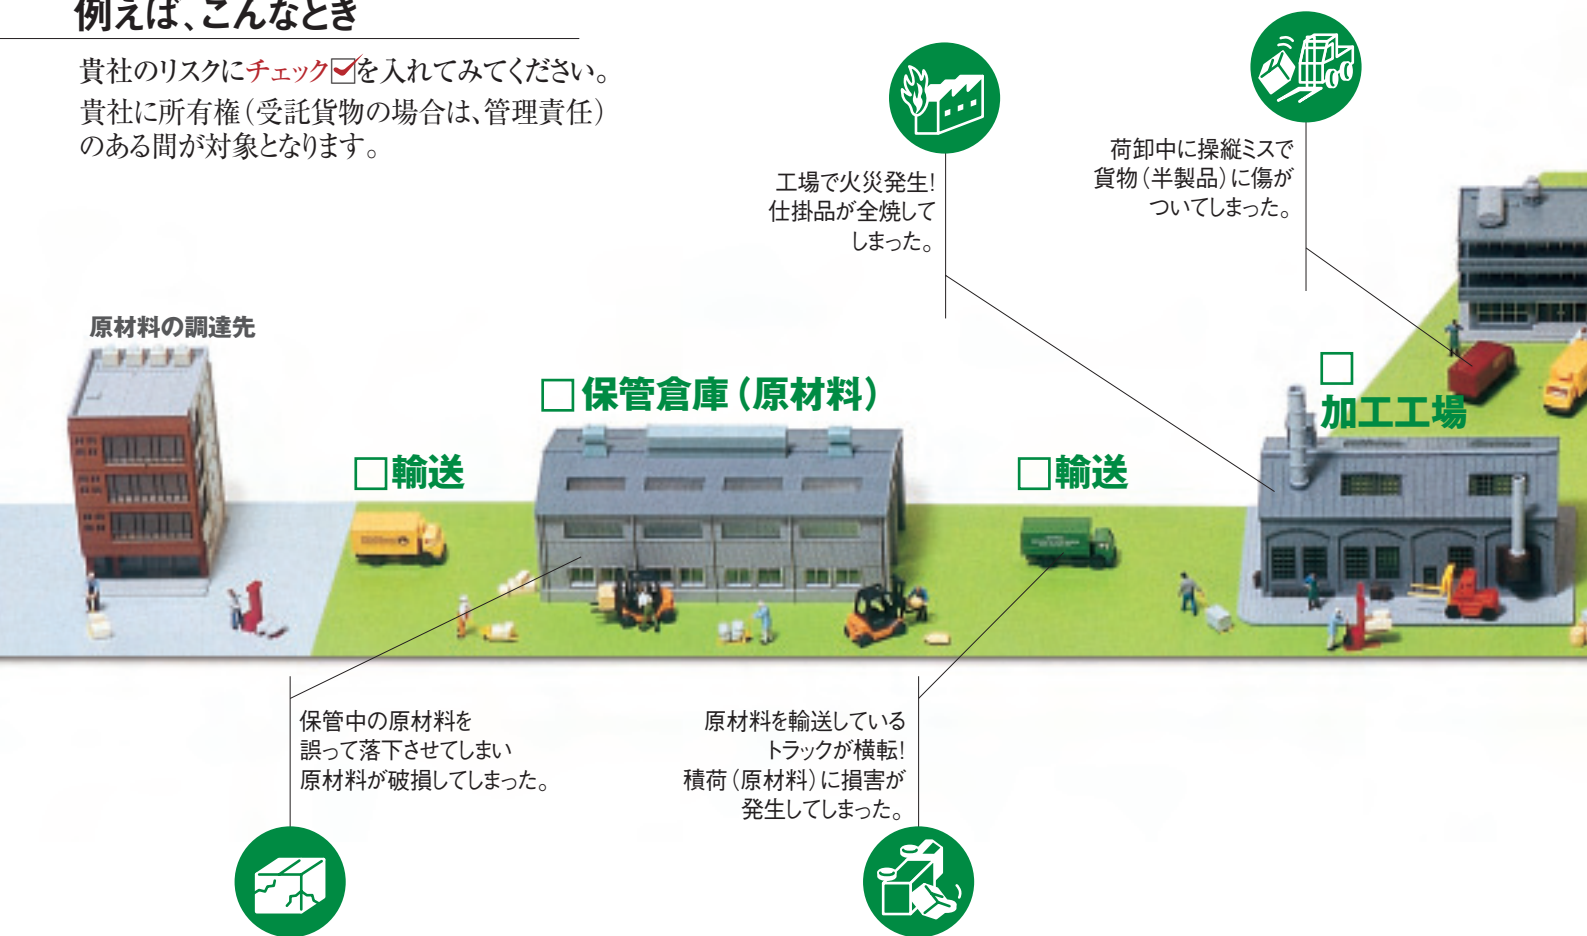 例えば、こんなとき
貴社のリスクにチェック☑を入れてみてください。
貴社に所有権（受託貨物の場合は、管理責任）
のある間が対象となります。
工場で火災発生!
仕掛品が全焼して
しまった。
荷卸中に操縦ミスで
貨物（半製品）に傷が
ついてしまった。
原材料の調達先
□輸送
□保管倉庫（原材料）
□輸送
□
加工工場
保管中の原材料を
誤って落下させてしまい
原材料が破損してしまった。
原材料を輸送している
トラックが横転!
積荷（原材料）に損害が
発生してしまった。